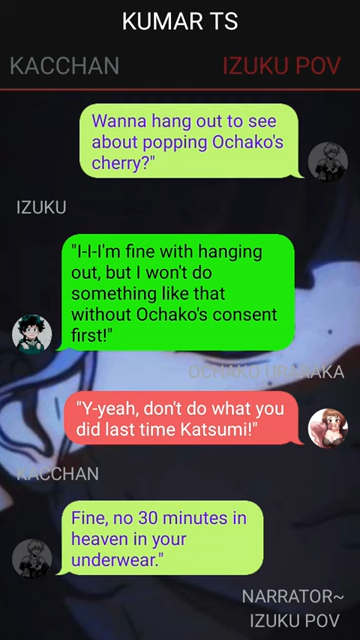 KUMAR TS
KACCHAN
IZUKU POV
Wanna hang out to see
about popping Ochako's
cherry?"
IZUKU
"I-I-I'm fine with hanging
out, but I won't do
something like that
without Ochako's consent
first!"
OCHAKO URARAKA
"Y-yeah, don't do what you
did last time Katsumi!"
KACCHAN
Fine, no 30 minutes in
heaven in your
underwear."
NARRATOR~
IZUKU POV